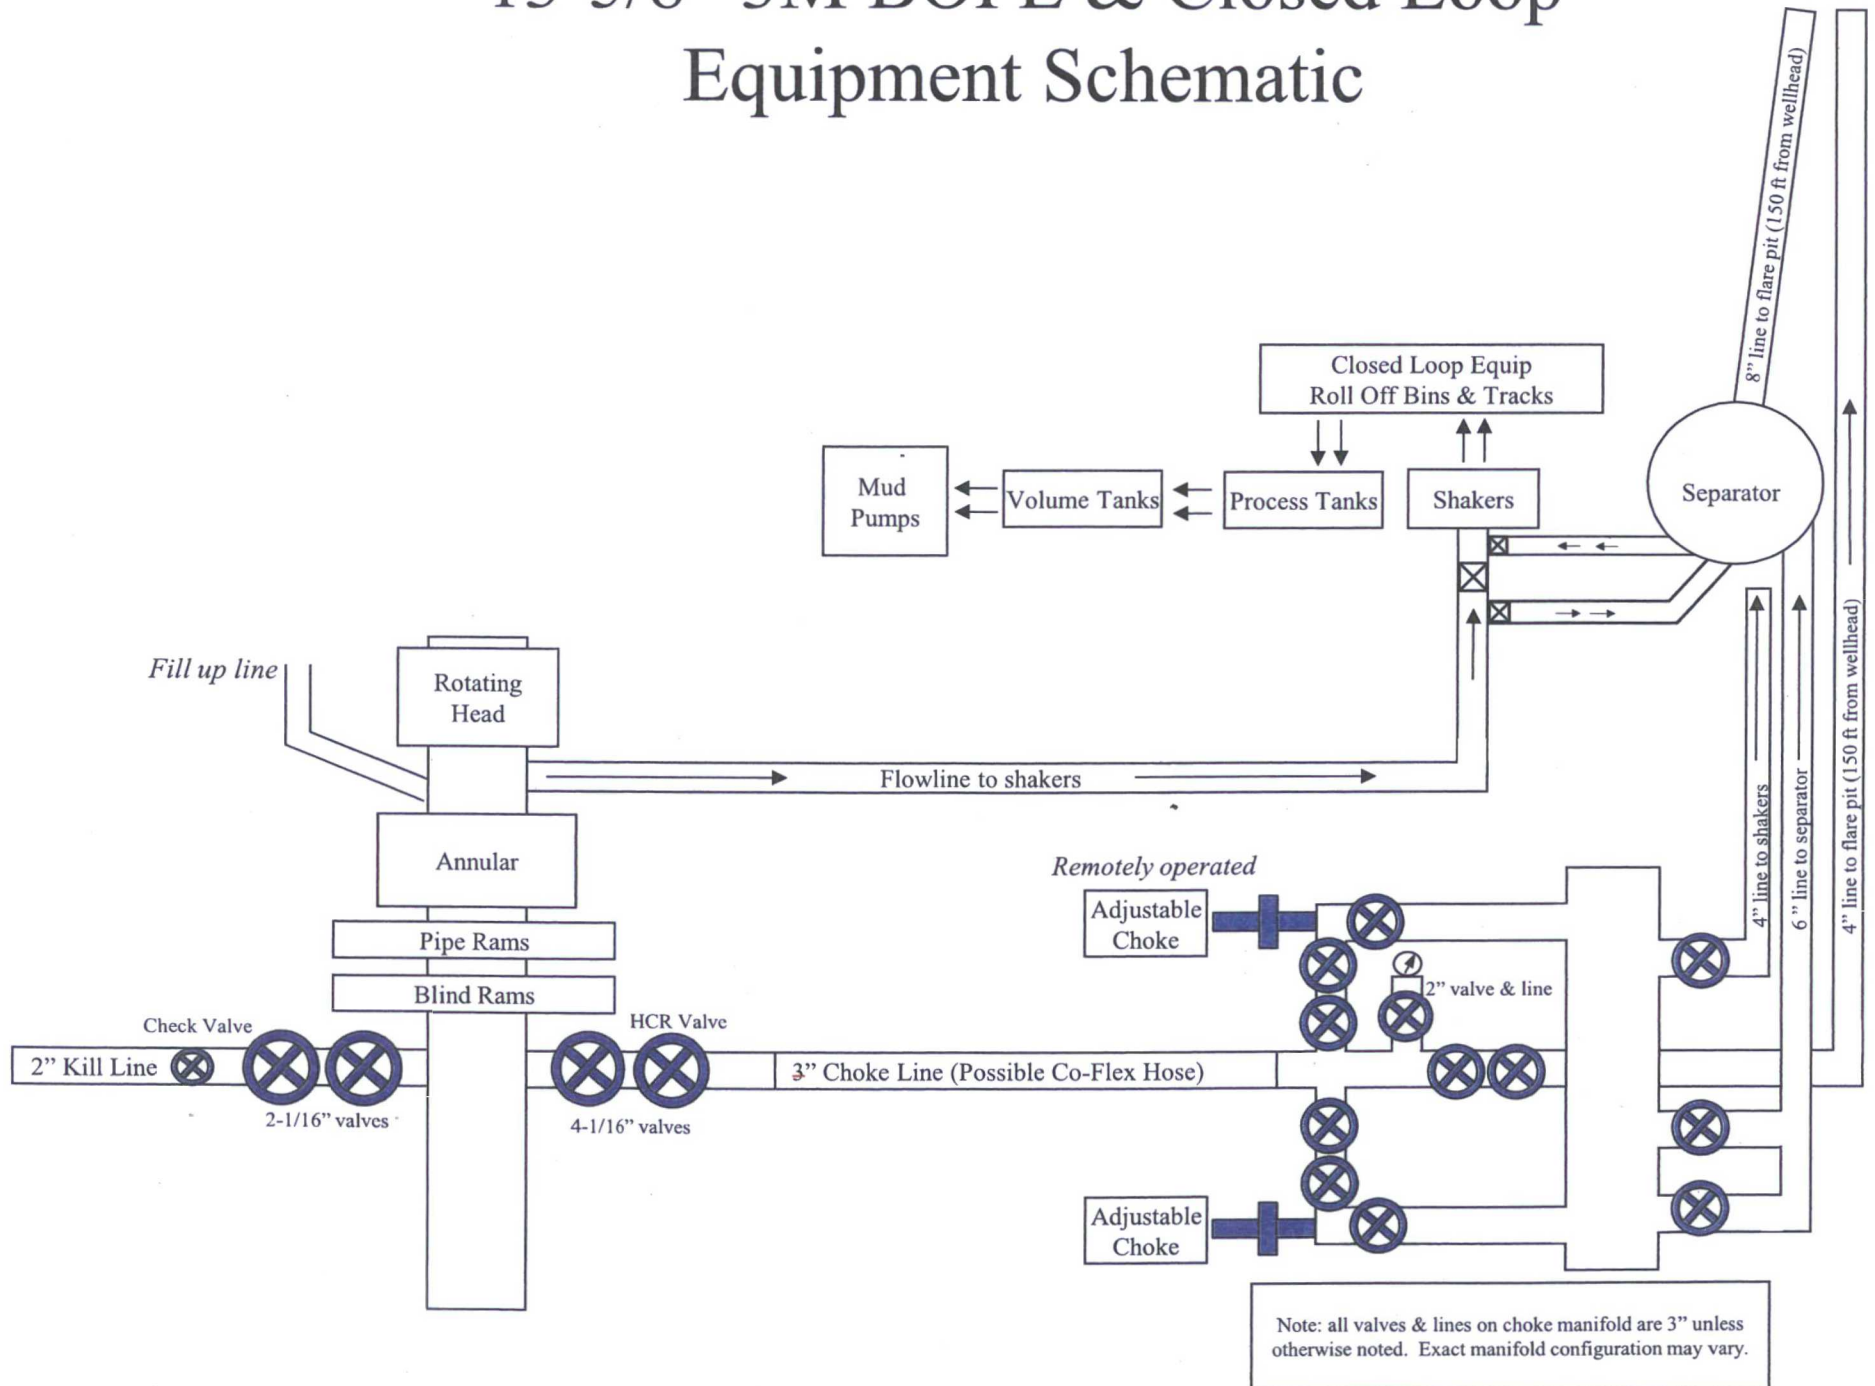 Equipment Schematic
8” line to flare pit (150 ft from wellhead)
Closed Loop Equip
Roll Off Bins & Tracks
Mud
Pumps
Volume Tanks
Process Tanks
Shakers
Separator
Fill up line
Rotating
Head
Flowline to shakers
Annular
Pipe Rams
Blind Rams
Remotely operated
Adjustable
Choke
4” line to shakers
6” line to separator
4” line to flare pit (150 ft from wellhead)
2” valve & line
Check Valve
HCR Valve
2” Kill Line
3” Choke Line (Possible Co-Flex Hose)
2-1/16” valves
4-1/16” valves
Adjustable
Choke
Note: all valves & lines on choke manifold are 3” unless
otherwise noted. Exact manifold configuration may vary.